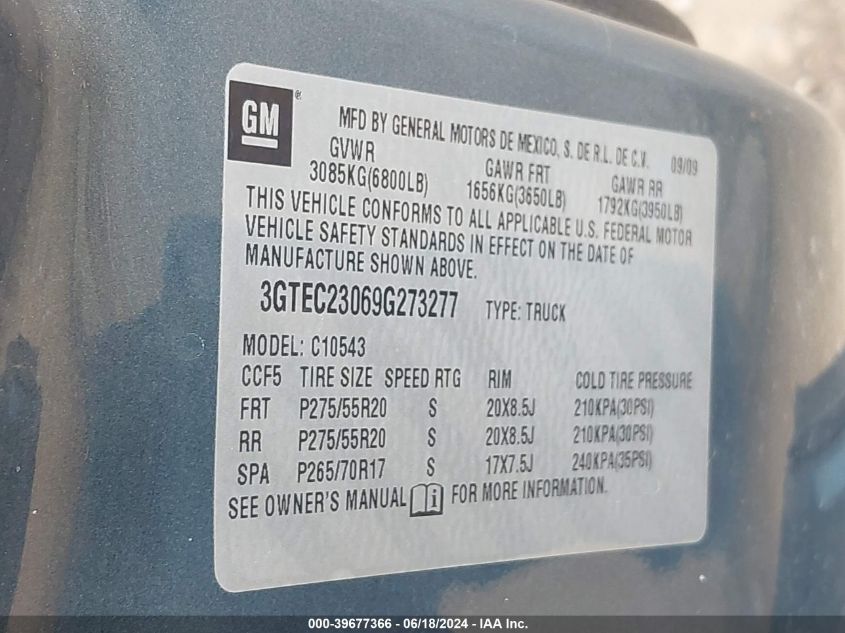 GM ®
MFD BY GENERAL MOTORS DE MEXICO, S. DE R.L. DE C.V. 09/09
GVWR GAWR FRT GAWR RR
3085KG(6800LB) 1656KG(3650LB) 1792KG(3950LB)
THIS VEHICLE CONFORMS TO ALL APPLICABLE U.S. FEDERAL MOTOR
VEHICLE SAFETY STANDARDS IN EFFECT ON THE DATE OF
MANUFACTURE SHOWN ABOVE.
3GTEC23069G273277 TYPE: TRUCK
MODEL: C10543
CCF5 TIRE SIZE SPEED RTG RIM COLD TIRE PRESSURE
FRT P275/55R20 S 20X8.5J 210KPA(30PSI)
RR P275/55R20 S 20X8.5J 210KPA(30PSI)
SPA P265/70R17 S 17X7.5J 240KPA(35PSI)
SEE OWNER'S MANUAL i FOR MORE INFORMATION.
000-39677366 - 06/18/2024 - IAA Inc.